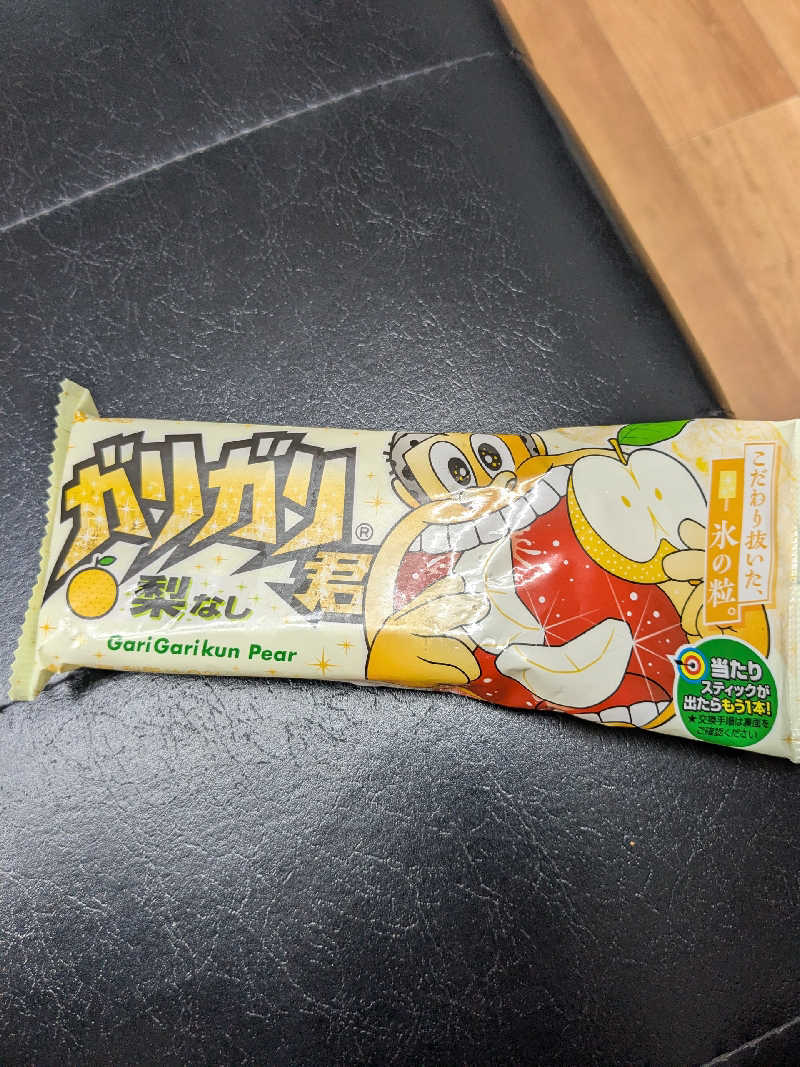 ガリガリ君®
梨なし
GariGarikun Pear
こだわり抜いた、
氷の粒。
当たり
スティックが
出たらもう1本!
★交換手順は裏面を
ご確認ください